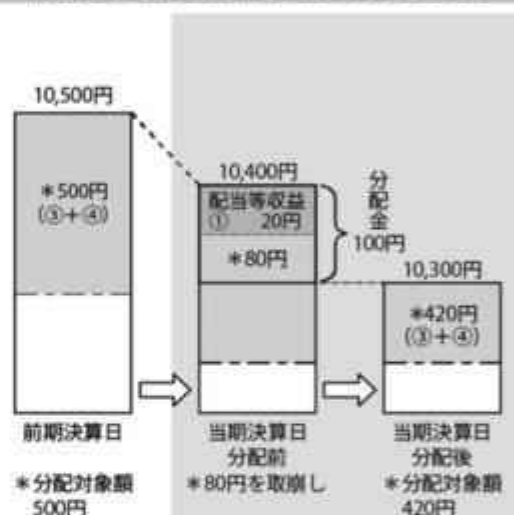 10,500円
*500円
(③+④)
10,400円
配当等収益
① 20円
*80円
分配金
100円
10,300円
*420円
(③+④)
前期決算日
*分配対象額
500円
当期決算日
分配前
*80円を取崩し
当期決算日
分配後
*分配対象額
420円